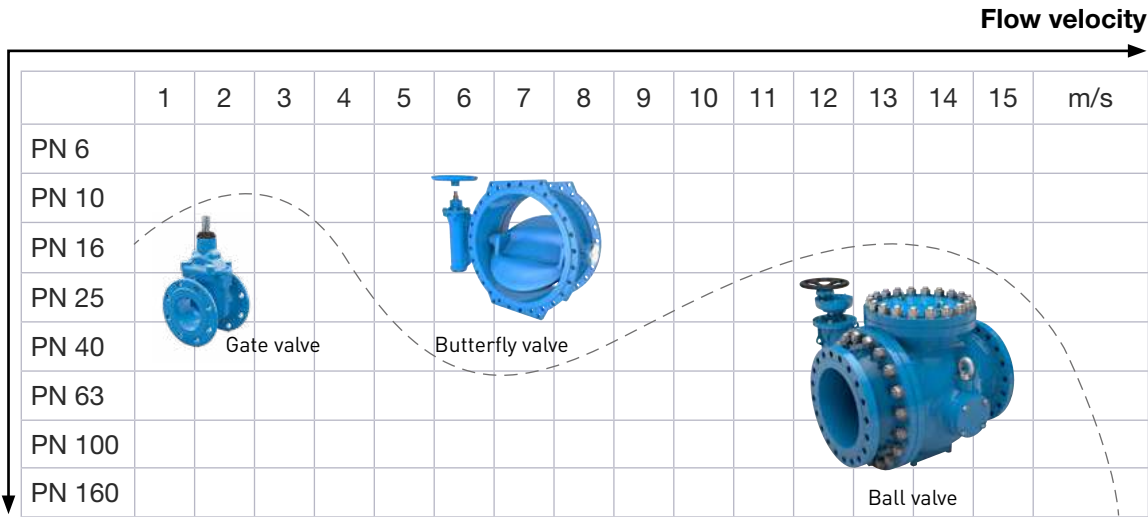 Flow velocity
1 2 3 4 5 6 7 8 9 10 11 12 13 14 15 m/s
PN 6
PN 10
PN 16
PN 25
PN 40
Gate valve
Butterfly valve
PN 63
PN 100
PN 160
Ball valve